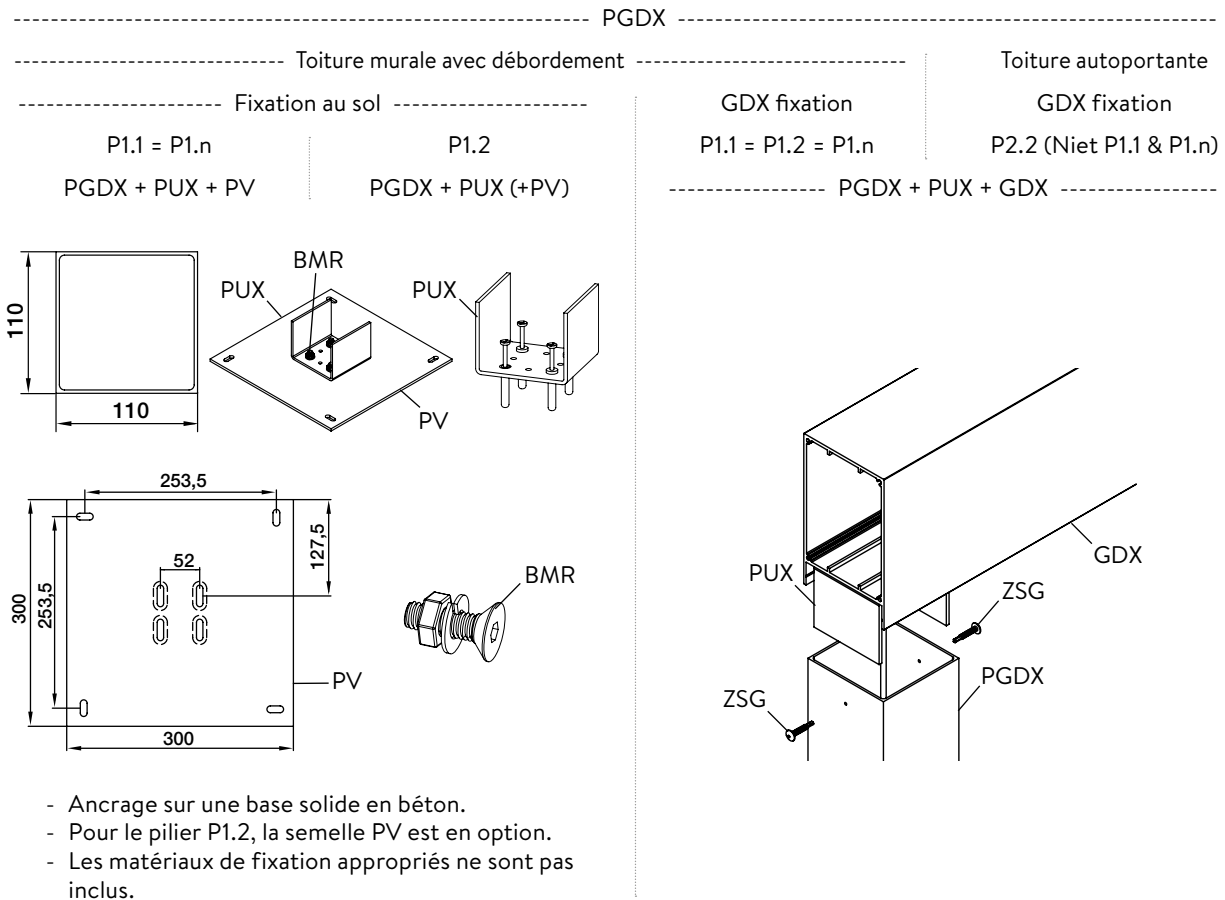 PGDX
Toiture murale avec débordement
Toiture autoportante
Fixation au sol
GDX fixation
GDX fixation
P1.1 = P1.n
P1.2
P1.1 = P1.2 = P1.n
P2.2 (Niet P1.1 & P1.n)
PGDX + PUX + PV
PGDX + PUX (+PV)
PGDX + PUX + GDX
110
110
BMR
PUX
PV
PUX
253,5
52
127,5
300
253,5
300
PV
BMR
GDX
PUX
ZSG
PGDX
ZSG
- Ancrage sur une base solide en béton.
- Pour le pilier P1.2, la semelle PV est en option.
- Les matériaux de fixation appropriés ne sont pas
inclus.